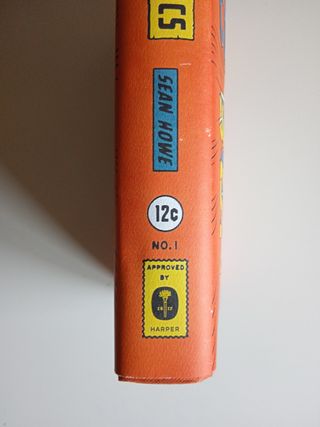 CS
SEAN HOWE
12¢
NO. 1
APPROVED
BY
HARPER